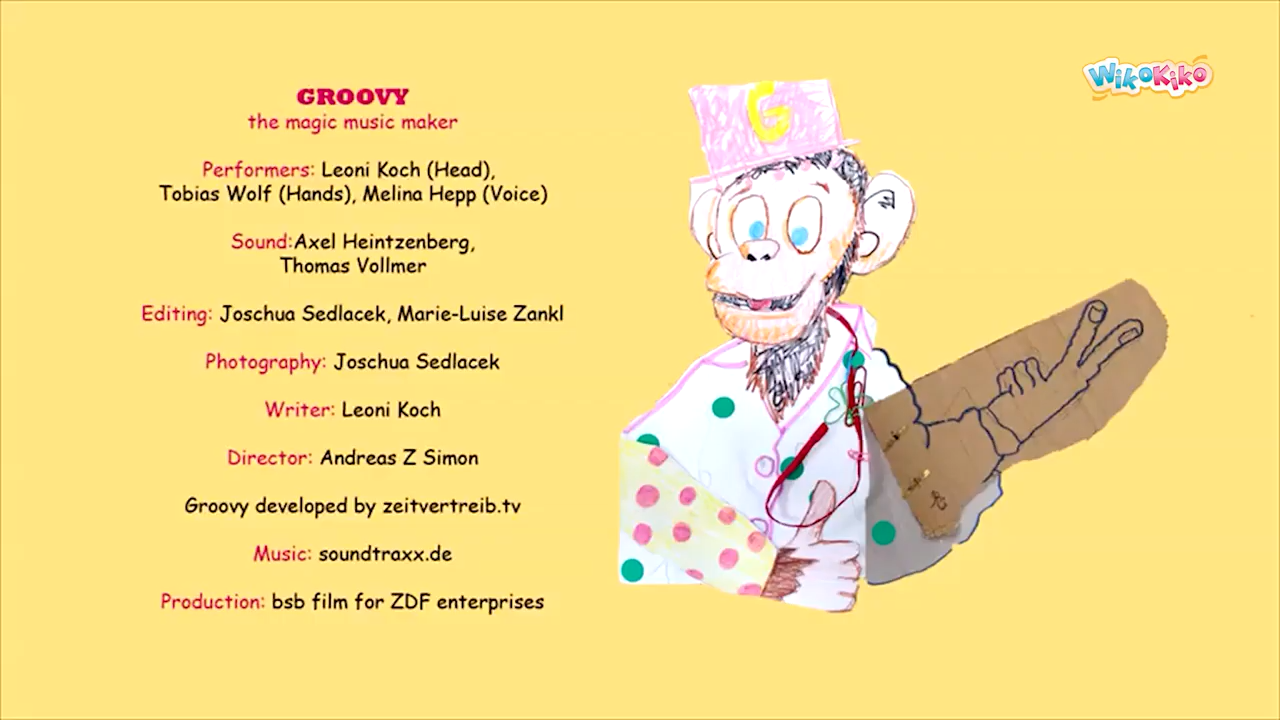 GROOVY
the magic music maker
Performers: Leoni Koch (Head),
Tobias Wolf (Hands), Melina Hepp (Voice)
Sound:Axel Heintzenberg,
Thomas Vollmer
Editing: Joschua Sedlacek, Marie-Luise Zankl
Photography: Joschua Sedlacek
Writer: Leoni Koch
Director: Andreas Z Simon
Groovy developed by zeitvertreib.tv
Music: soundtraxx.de
Production: bsb film for ZDF enterprises
WikoKiko
G